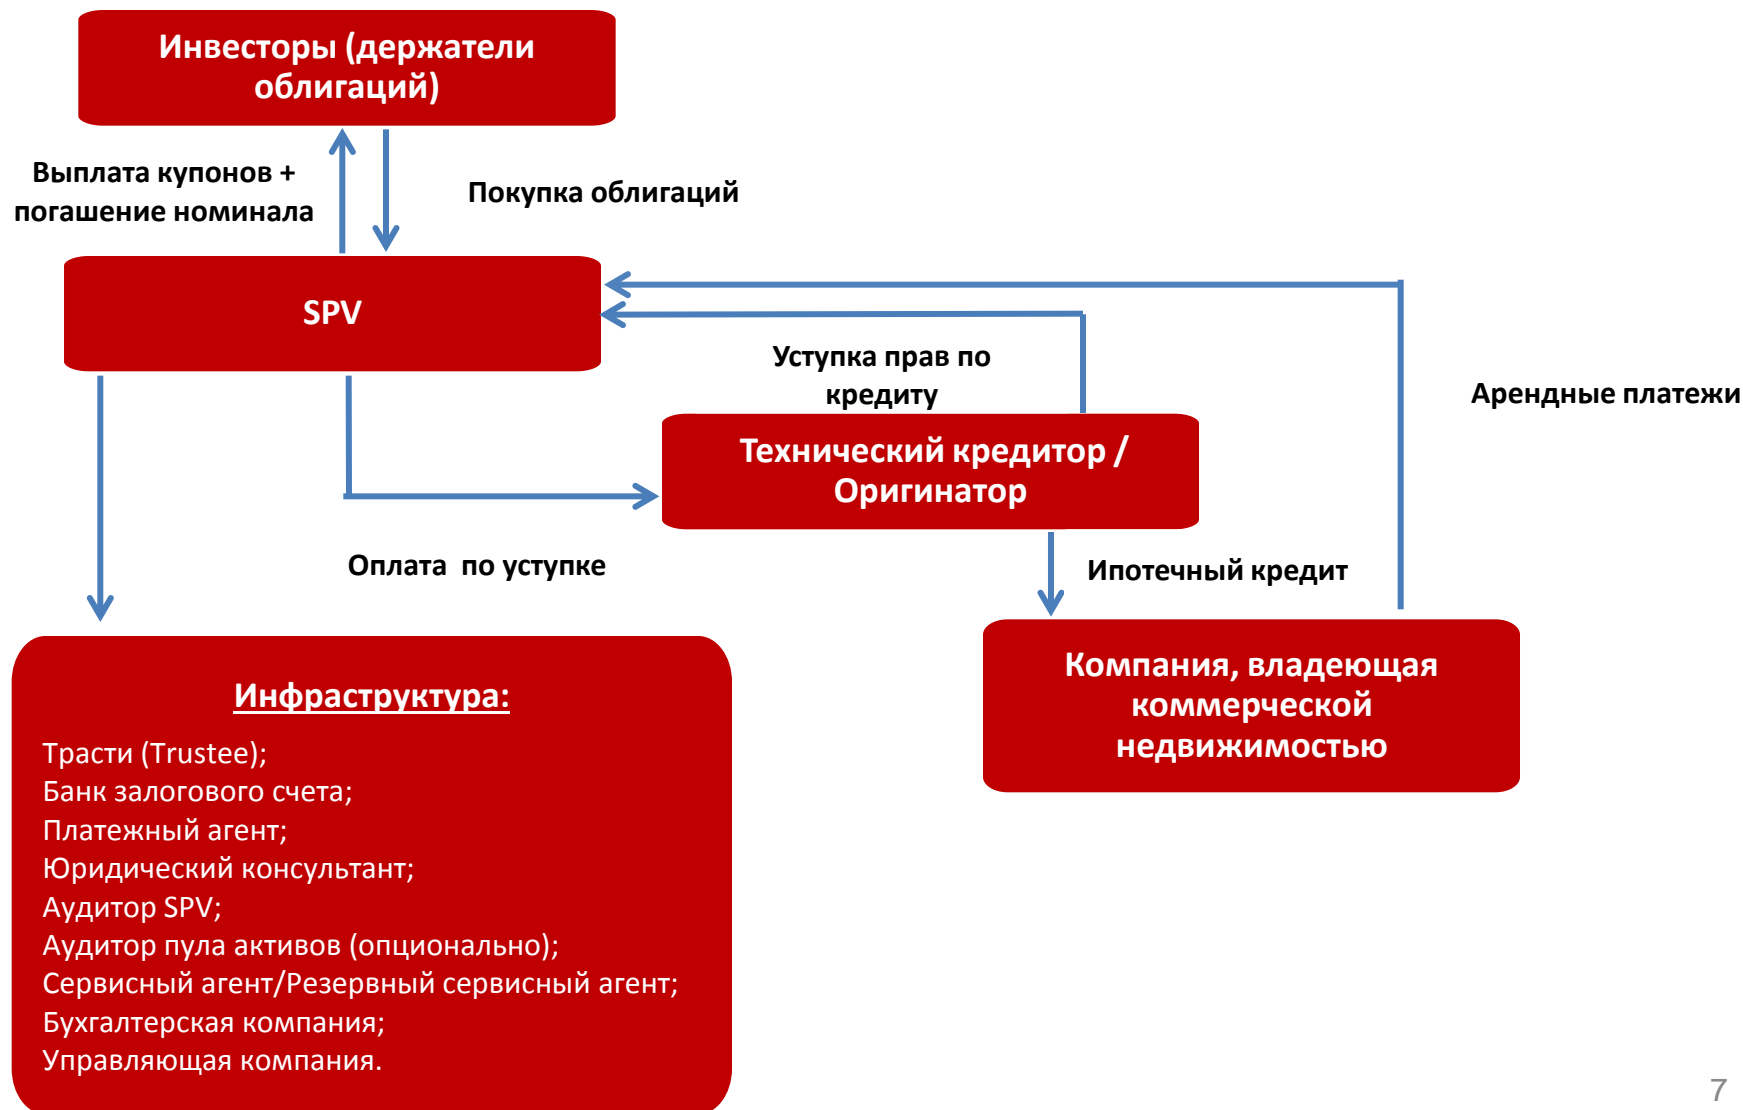 Инвесторы (держатели
облигаций)
Выплата купонов +
погашение номинала
Покупка облигаций
SPV
Уступка прав по
кредиту
Арендные платежи
Технический кредитор /
Оригинатор
Оплата по уступке
Ипотечный кредит
Компания, владеющая
коммерческой
недвижимостью
Инфраструктура:
Трасти (Trustee);
Банк залогового счета;
Платежный агент;
Юридический консультант;
Аудитор SPV;
Аудитор пула активов (опционально);
Сервисный агент/Резервный сервисный агент;
Бухгалтерская компания;
Управляющая компания.
7